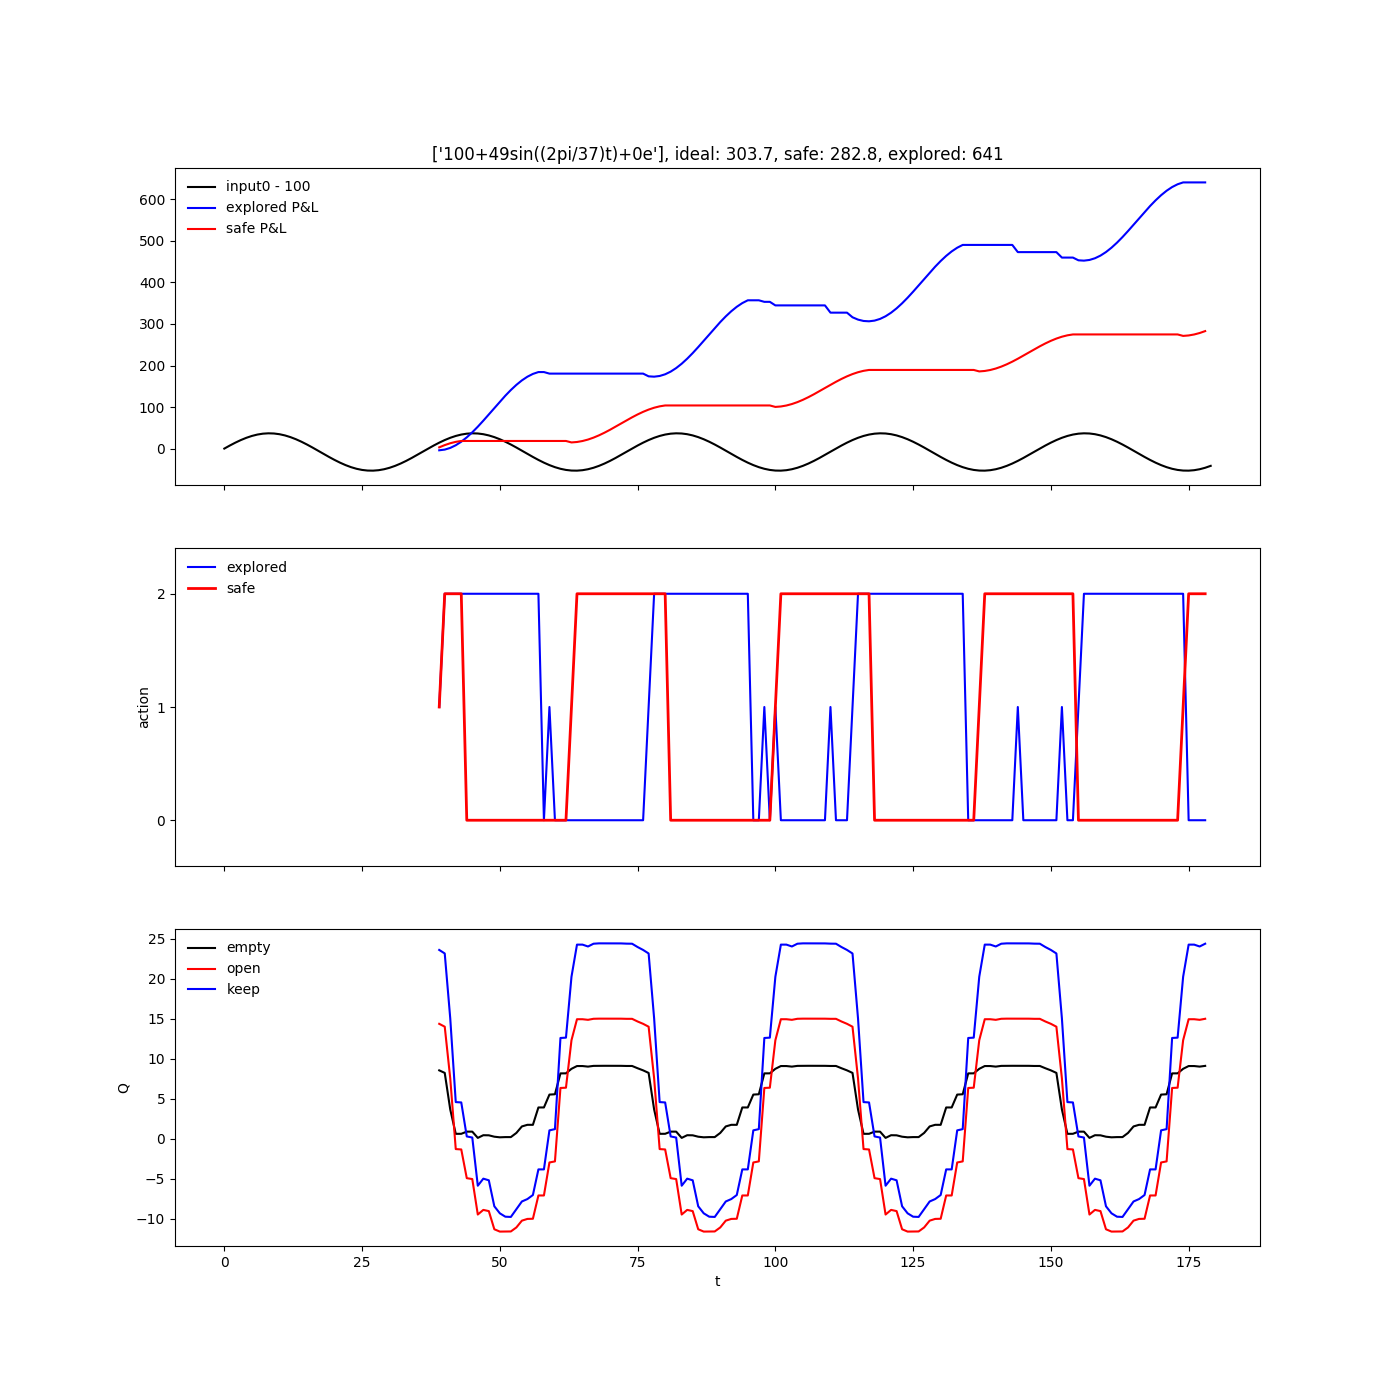 ['100+49sin((2pi/37)t)+0e'], ideal: 303.7, safe: 282.8, explored: 641
input0 - 100
explored P&L
safe P&L
600
500
400
300
200
100
0
explored
safe
2
1
0
action
empty
open
keep
25
20
15
10
5
0
−5
−10
Q
0 25 50 75 100 125 150 175
t